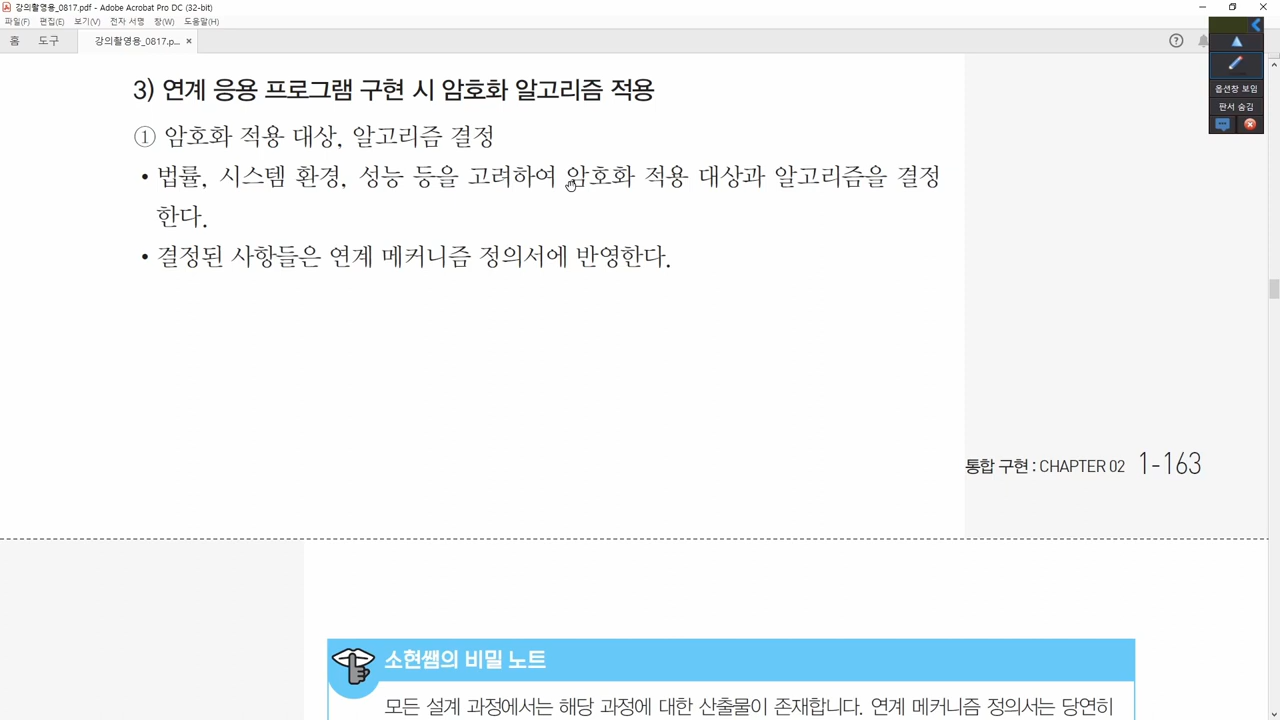 강의촬영용_0817.pdf - Adobe Acrobat Pro DC (32-bit)
파일(F) 편집(E) 보기(V) 전자 서명 창(W) 도움말(H)
홈 도구 강의촬영용_0817.p... ×
옵션창 보임
판서 숨김
3) 연계 응용 프로그램 구현 시 암호화 알고리즘 적용
① 암호화 적용 대상, 알고리즘 결정
• 법률, 시스템 환경, 성능 등을 고려하여 암호화 적용 대상과 알고리즘을 결정
한다.
• 결정된 사항들은 연계 메커니즘 정의서에 반영한다.
통합 구현 : CHAPTER 02 1-163
소현쌤의 비밀 노트
모든 설계 과정에서는 해당 과정에 대한 산출물이 존재합니다. 연계 메커니즘 정의서는 당연히